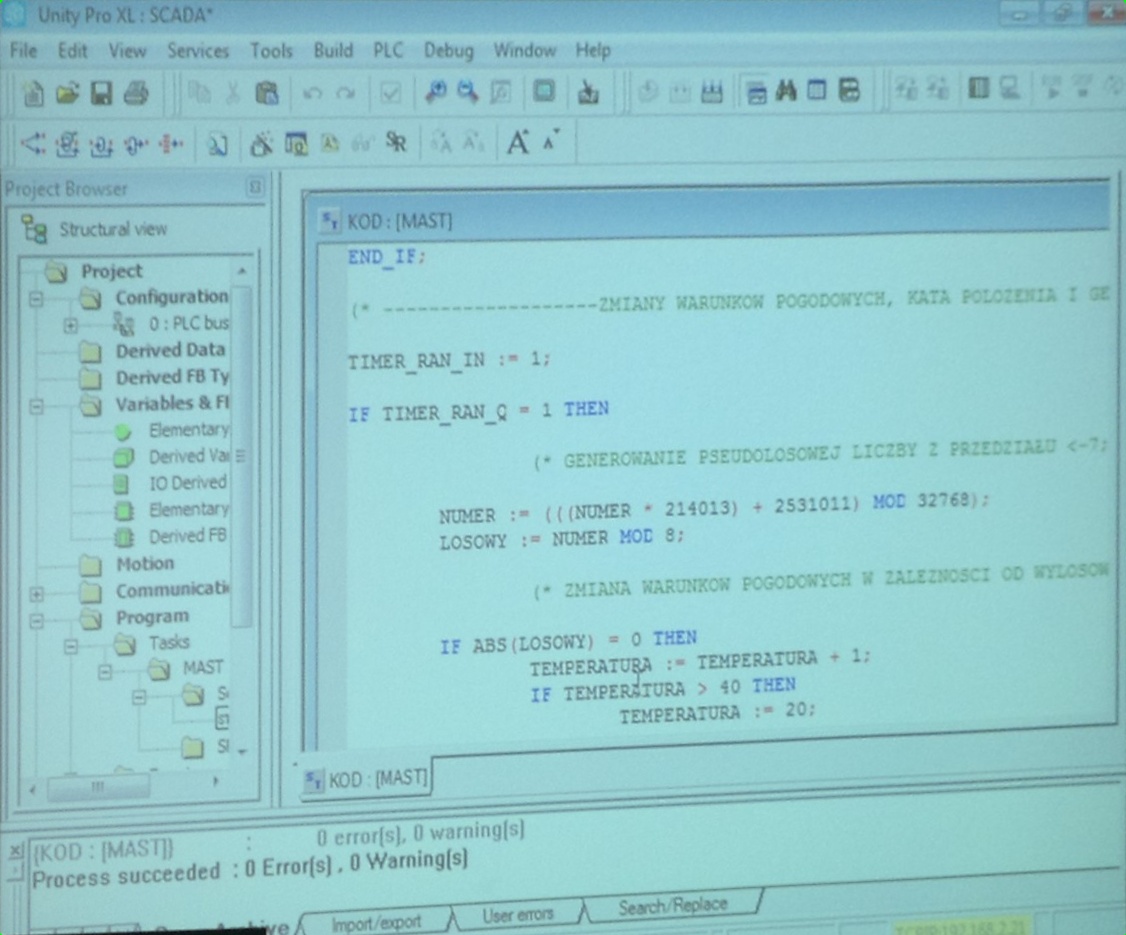 Unity Pro XL : SCADA*
File Edit View Services Tools Build PLC Debug Window Help
Project Browser
Structural view
Project
Configuration
0 : PLC bus
Derived Data
Derived FB Ty
Variables & FI
Elementary
Derived Var
IO Derived
Elementary
Derived FB
Motion
Communicati
Program
Tasks
MAST
KOD : [MAST]
END_IF;
(* -------------------ZMIANY WARUNKOW POGODOWYCH, KATA POLOZENIA I GE
TIMER_RAN_IN := 1;
IF TIMER_RAN_Q = 1 THEN
(* GENEROWANIE PSEUDOLOSOWEJ LICZBY Z PRZEDZIAŁU <-7;
NUMER := (((NUMER * 214013) + 2531011) MOD 32768);
LOSOWY := NUMER MOD 8;
(* ZMIANA WARUNKOW POGODOWYCH W ZALEZNOSCI OD WYLOSOW
IF ABS(LOSOWY) = 0 THEN
TEMPERATURA := TEMPERATURA + 1;
IF TEMPERATURA > 40 THEN
TEMPERATURA := 20;
KOD : [MAST]
{KOD : [MAST]} : 0 error(s), 0 warning(s)
Process succeeded : 0 Error(s) , 0 Warning(s)
Import/export User errors Search/Replace